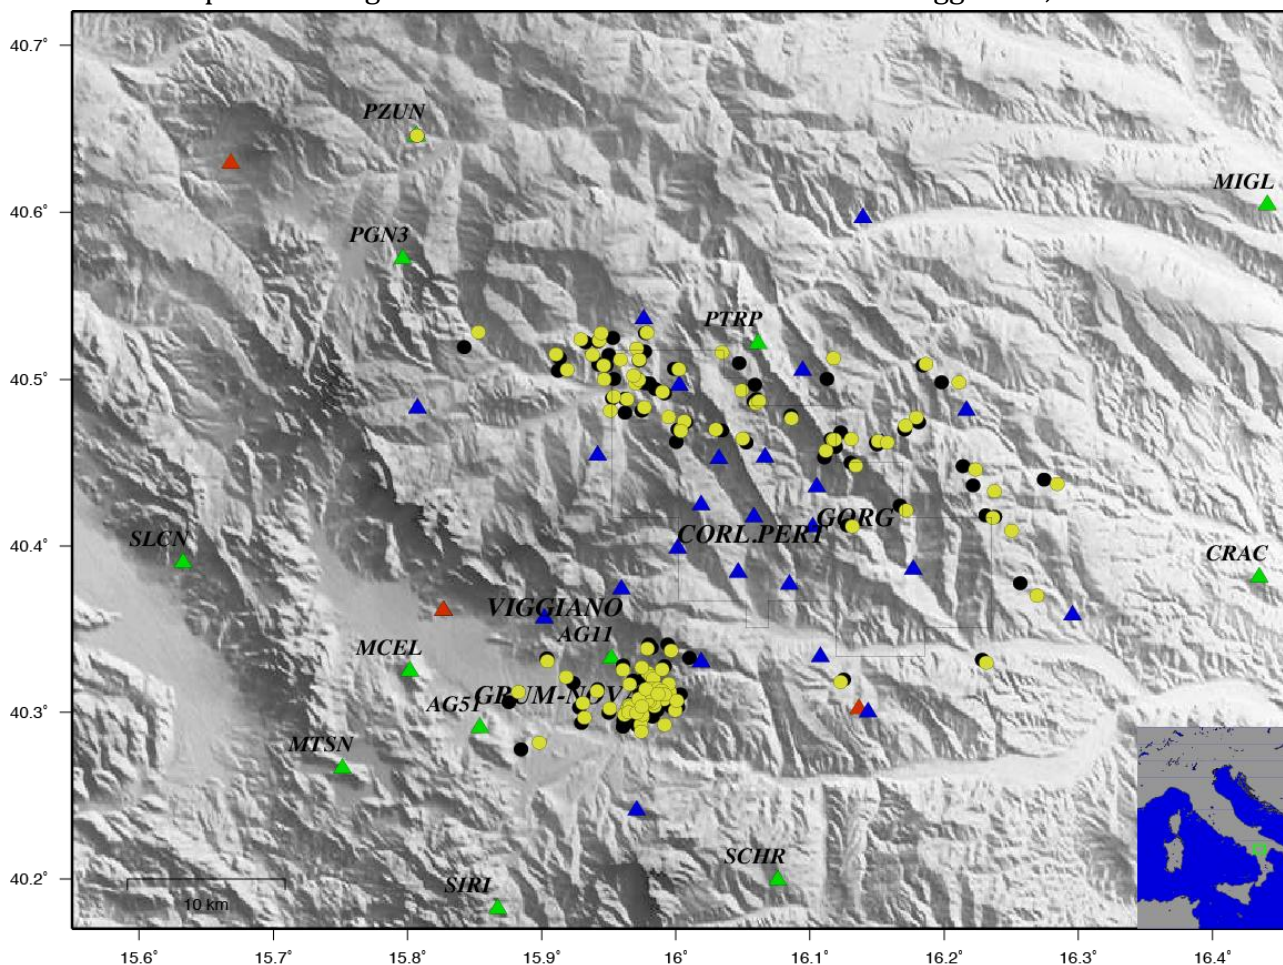 40.7°
PZUN
MIGL
40.6°
PGN3
PTRP
40.5°
GORG
CORL.PERT
SLCN
40.4°
CRAC
VIGGIANO
AG11
MCEL
GRUM-NOVA
AG51
40.3°
MTSN
SCHR
40.2°
SIRI
10 km
15.6° 15.7° 15.8° 15.9° 16° 16.1° 16.2° 16.3° 16.4°